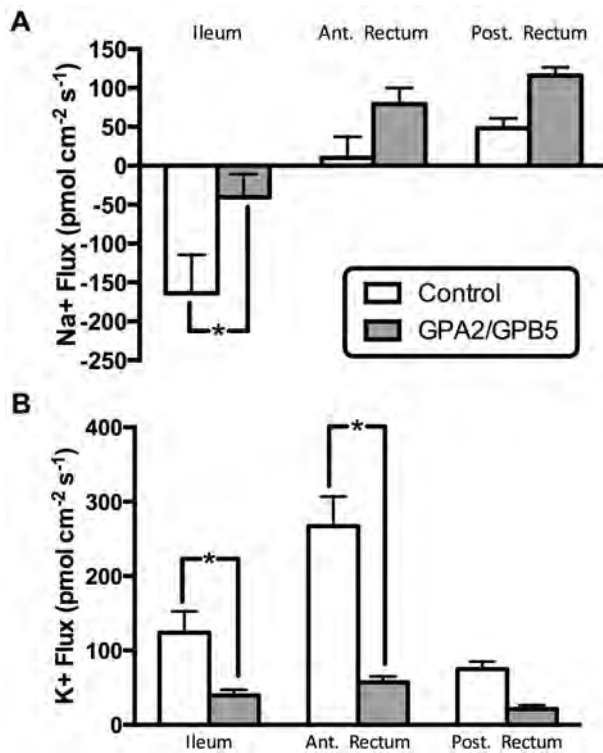 A
Ileum Ant. Rectum Post. Rectum
Na+ Flux (pmol cm⁻² s⁻¹)
150
100
50
0
-50
-100
-150
-200
-250
*
Control
GPA2/GPB5
B
K+ Flux (pmol cm⁻² s⁻¹)
400
300
200
100
0
*
*
Ileum Ant. Rectum Post. Rectum